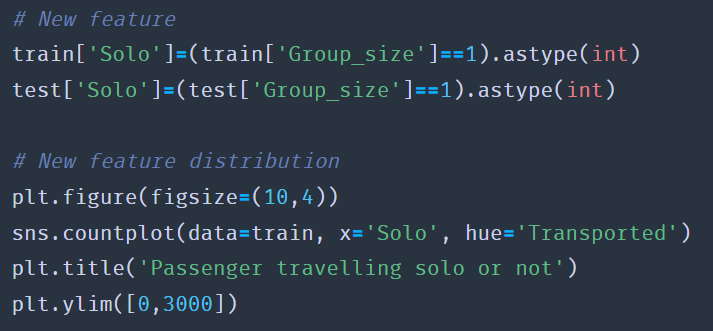 # New feature
train['Solo']=(train['Group_size']==1).astype(int)
test['Solo']=(test['Group_size']==1).astype(int)

# New feature distribution
plt.figure(figsize=(10,4))
sns.countplot(data=train, x='Solo', hue='Transported')
plt.title('Passenger travelling solo or not')
plt.ylim([0,3000])